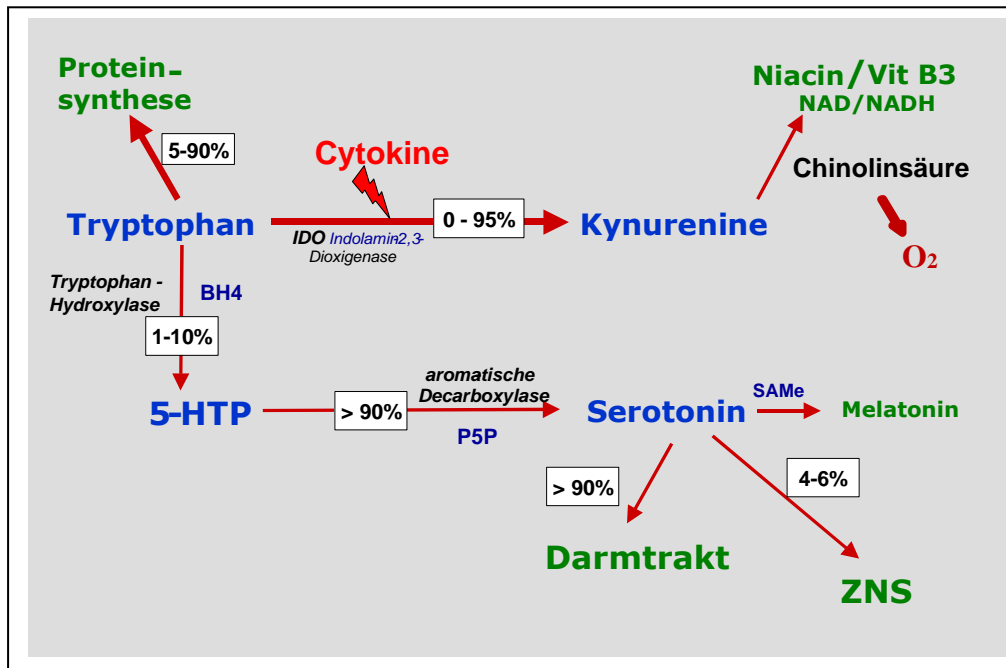 Protein-
synthese
Niacin/Vit B3
NAD/NADH
5-90%
Cytokine
Chinolinsäure
Tryptophan
0 - 95%
Kynurenine
IDO Indolamin-2,3-
Dioxigenase
O2
Tryptophan -
Hydroxylase
BH4
1-10%
aromatische
Decarboxylase
5-HTP
> 90%
P5P
Serotonin
SAMe
Melatonin
> 90%
4-6%
Darmtrakt
ZNS